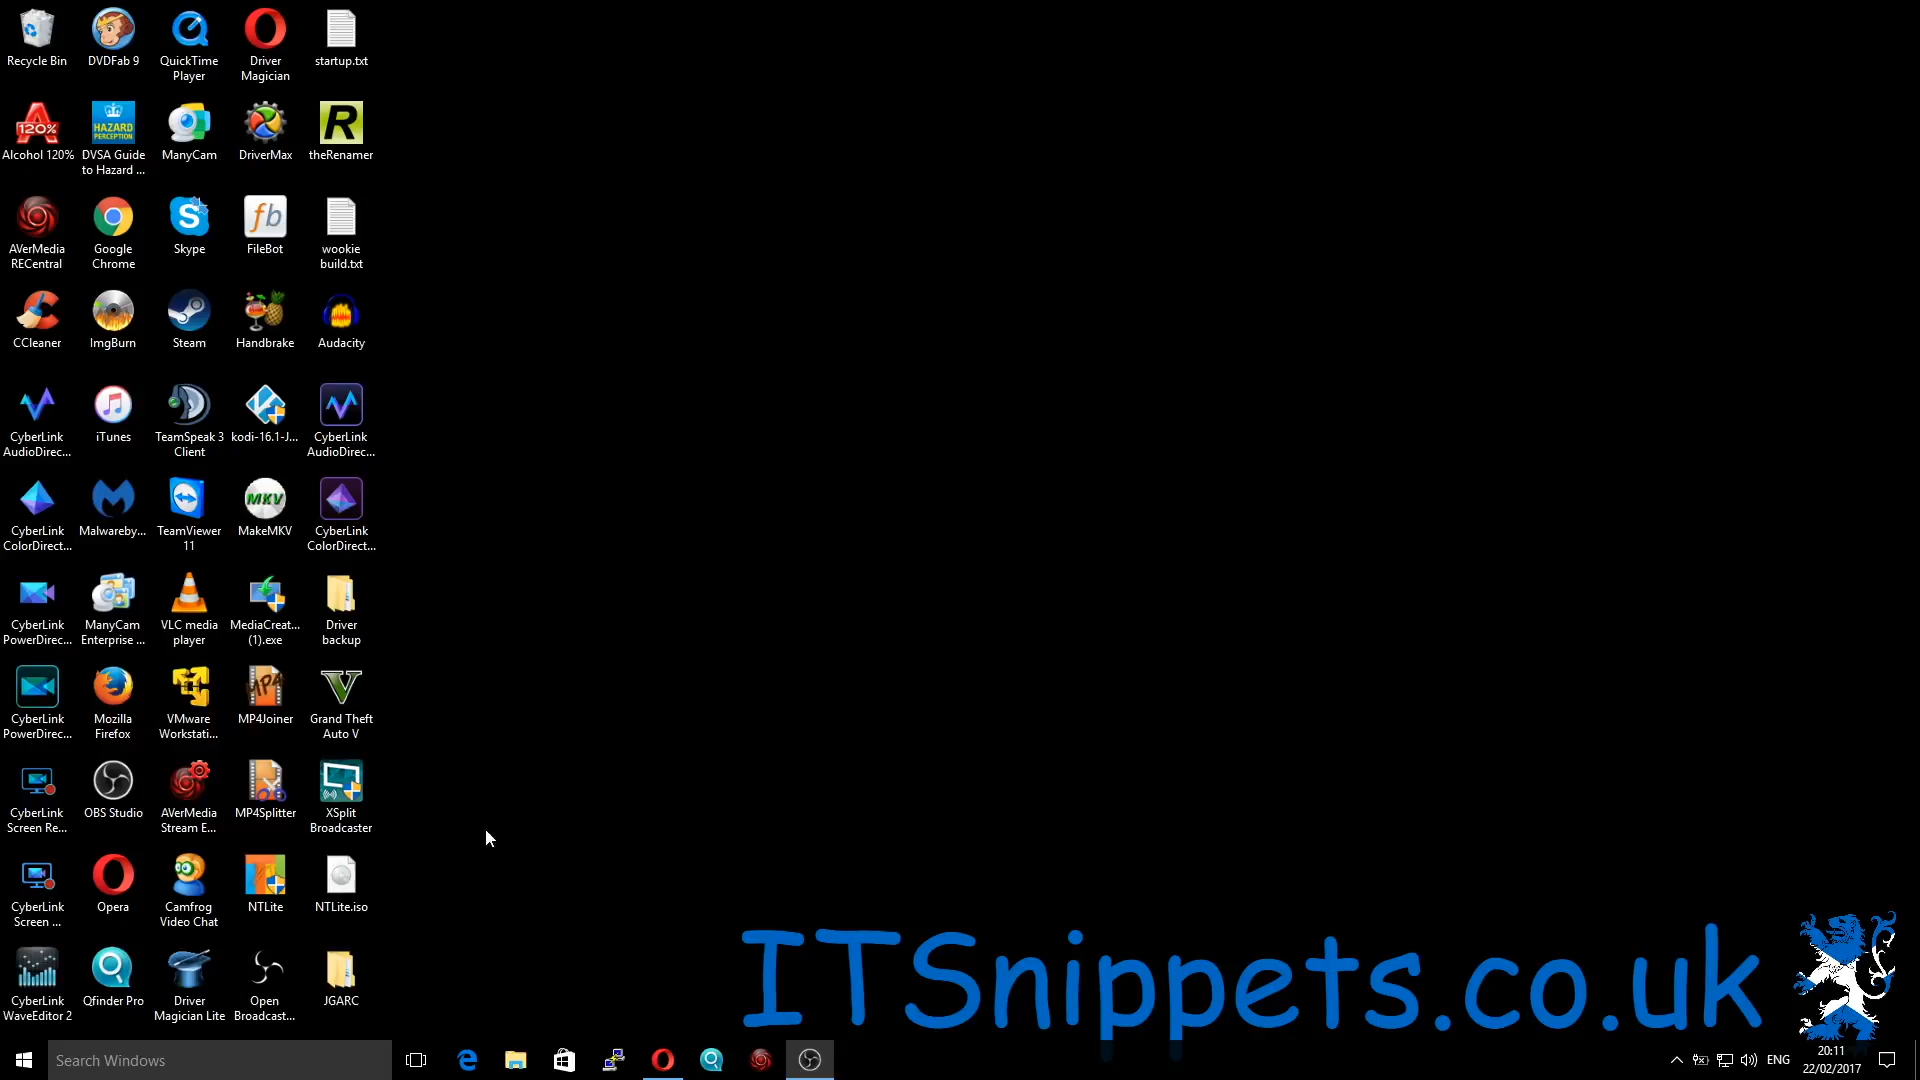 Recycle Bin
DVDFab 9
QuickTime
Player
Driver
Magician
startup.txt
120%
Alcohol 120%
HAZARD
PERCEPTION
DVSA Guide
to Hazard ...
ManyCam
DriverMax
R
theRenamer
AVerMedia
RECentral
Google
Chrome
S
Skype
fb
FileBot
wookie
build.txt
CCleaner
ImgBurn
Steam
Handbrake
Audacity
CyberLink
AudioDirec...
iTunes
TeamSpeak 3
Client
kodi-16.1-J...
CyberLink
AudioDirec...
CyberLink
ColorDirect...
Malwareby...
TeamViewer
11
MKV
MakeMKV
CyberLink
ColorDirect...
CyberLink
PowerDirec...
ManyCam
Enterprise ...
VLC media
player
MediaCreat...
(1).exe
Driver
backup
CyberLink
PowerDirec...
Mozilla
Firefox
VMware
Workstati...
MP4
MP4Joiner
V
Grand Theft
Auto V
CyberLink
Screen Re...
OBS Studio
AVerMedia
Stream E...
MP4Splitter
XSplit
Broadcaster
CyberLink
Screen ...
Opera
Camfrog
Video Chat
NTLite
NTLite.iso
CyberLink
WaveEditor 2
Qfinder Pro
Driver
Magician Lite
Open
Broadcast...
JGARC
ITSnippets.co.uk
Search Windows
ENG
20:11
22/02/2017